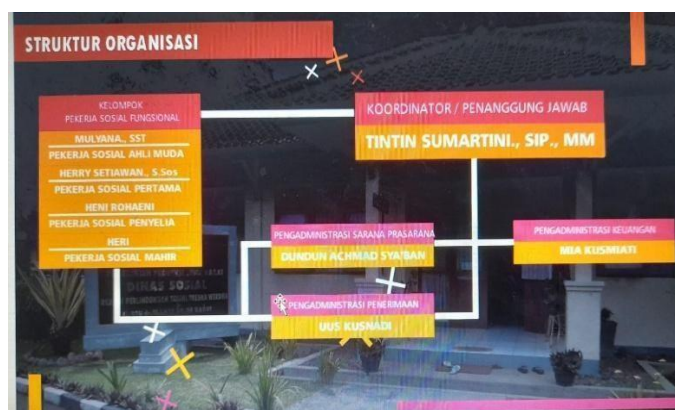 STRUKTUR ORGANISASI
KELOMPOK
PEKERJA SOSIAL FUNGSIONAL
MULYANA., SST
PEKERJA SOSIAL AHLI MUDA
HERRY SETIAWAN., S.Sos
PEKERJA SOSIAL PERTAMA
HENI ROHAENI
PEKERJA SOSIAL PENYELIA
HERI
PEKERJA SOSIAL MAHIR
KOORDINATOR / PENANGGUNG JAWAB
TINTIN SUMARTINI., SIP., MM
PENGADMINISTRASI SARANA PRASARANA
DUNDUN ACHMAD SYA'BAN
PENGADMINISTRASI KEUANGAN
MIA KUSMIATI
PENGADMINISTRASI PENERIMAAN
UUS KUSNADI
DINAS SOSIAL